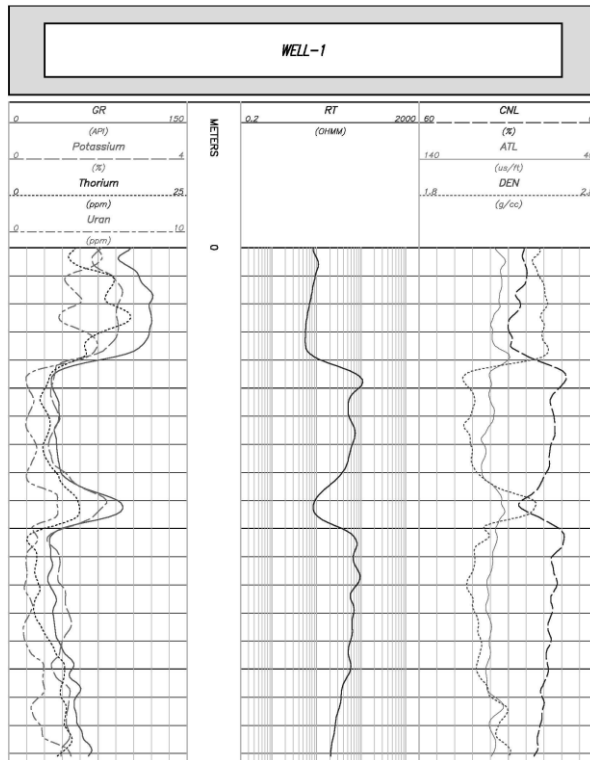 WELL-1
GR
0 150
(API)
Potassium
0 4
(%)
Thorium
0 25
(ppm)
Uran
0 10
(ppm)
METERS
0
RT
0.2 2000
(OHMM)
CNL
60
(%)
ATL
140
(us/ft)
DEN
1.8
(g/cc)